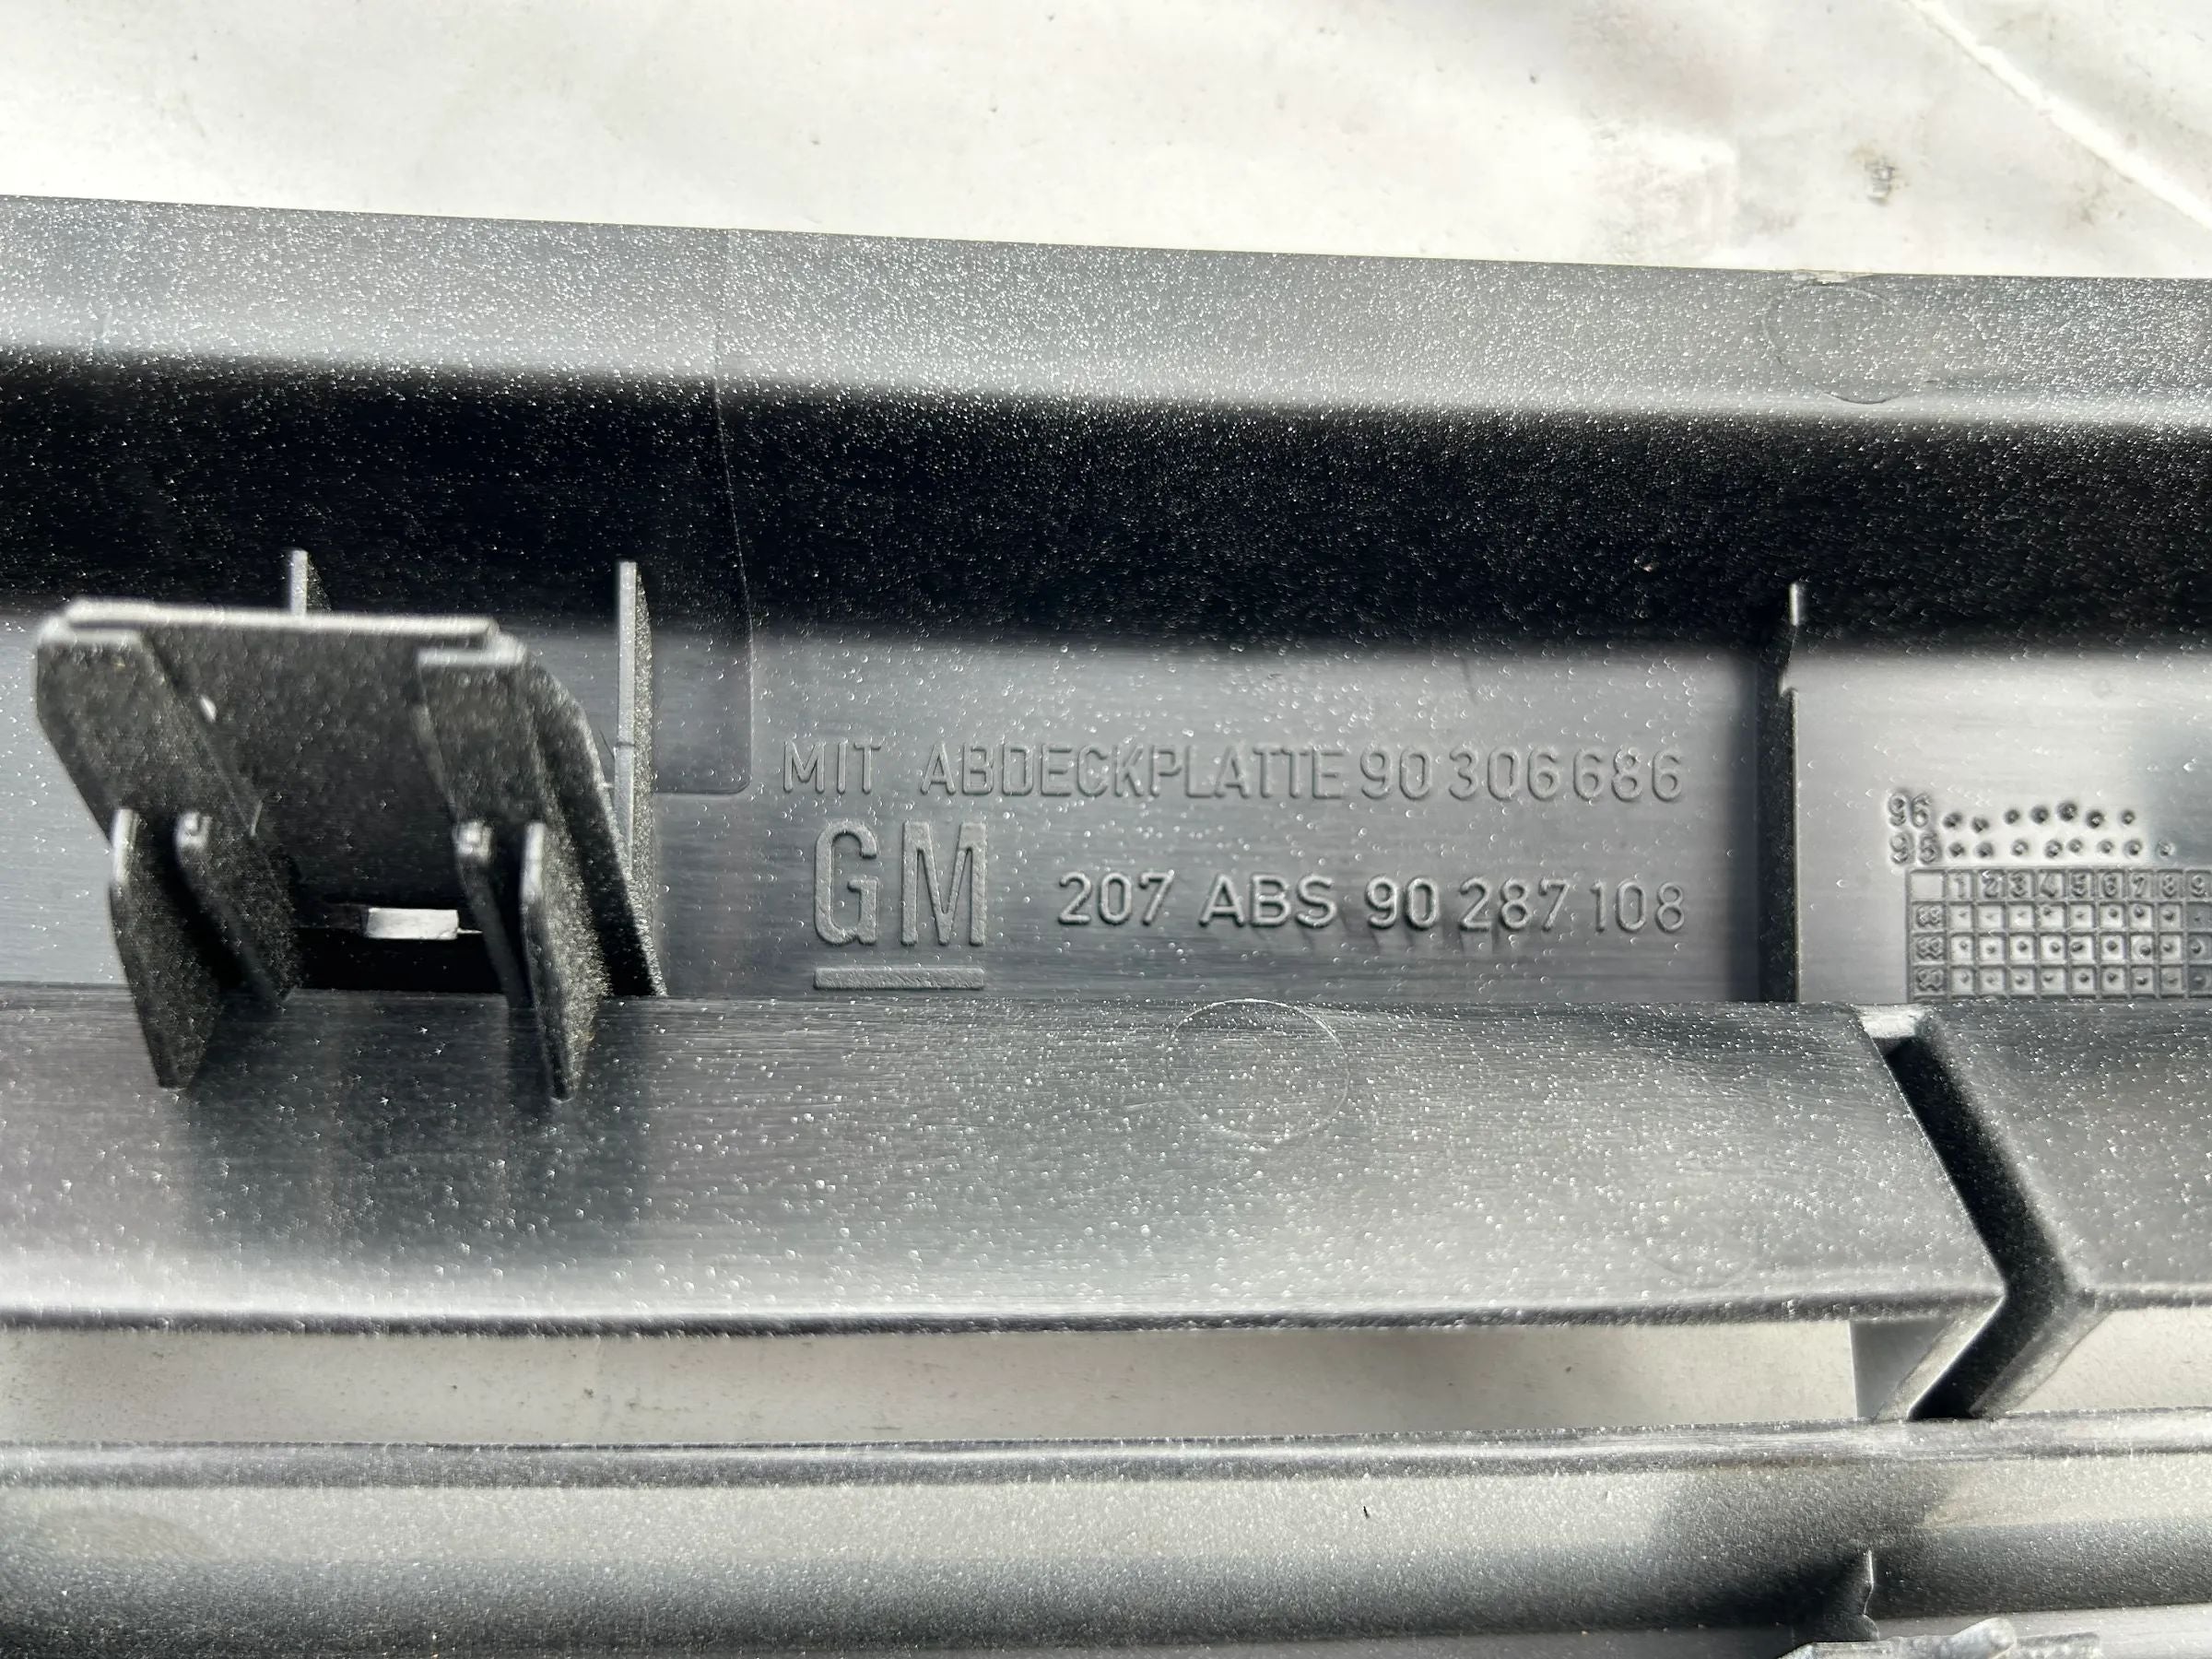 MIT ABDECKPLATTE 90 306 686
GM
207 ABS 90 287 108
96
95
1 2 3 4 5 6 7 8 9